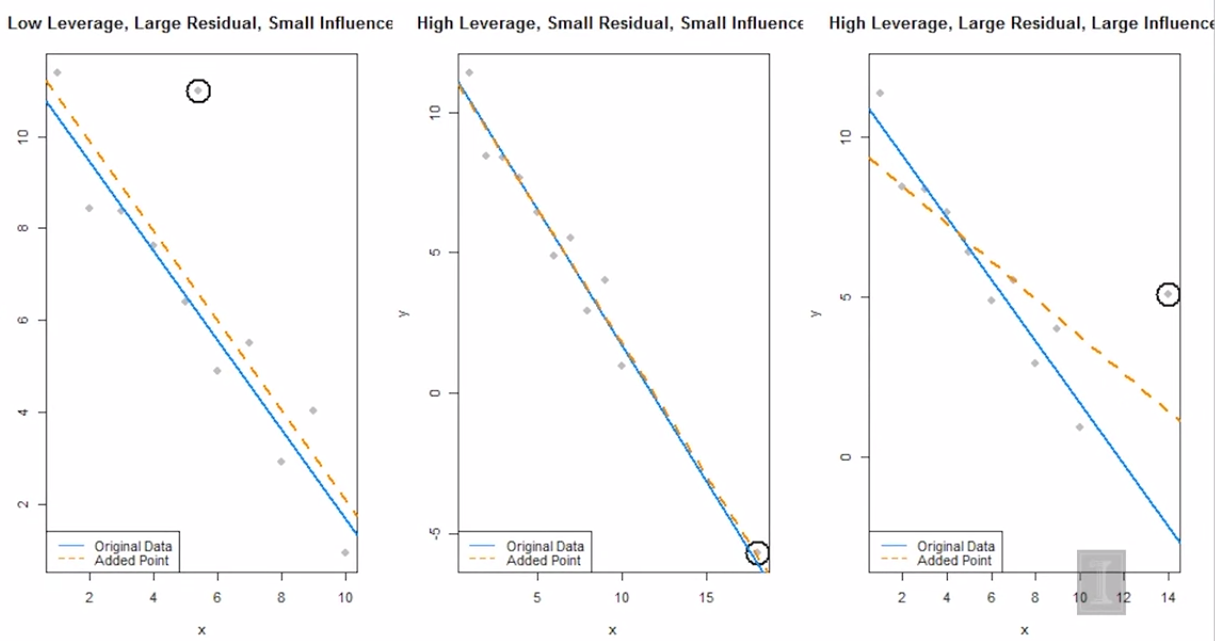 Low Leverage, Large Residual, Small Influence
10
8
6
4
2
Original Data
Added Point
2 4 6 8 10
x
High Leverage, Small Residual, Small Influence
y
10
5
0
-5
Original Data
Added Point
5 10 15
x
High Leverage, Large Residual, Large Influence
y
10
5
0
Original Data
Added Point
2 4 6 8 10 12 14
x
I